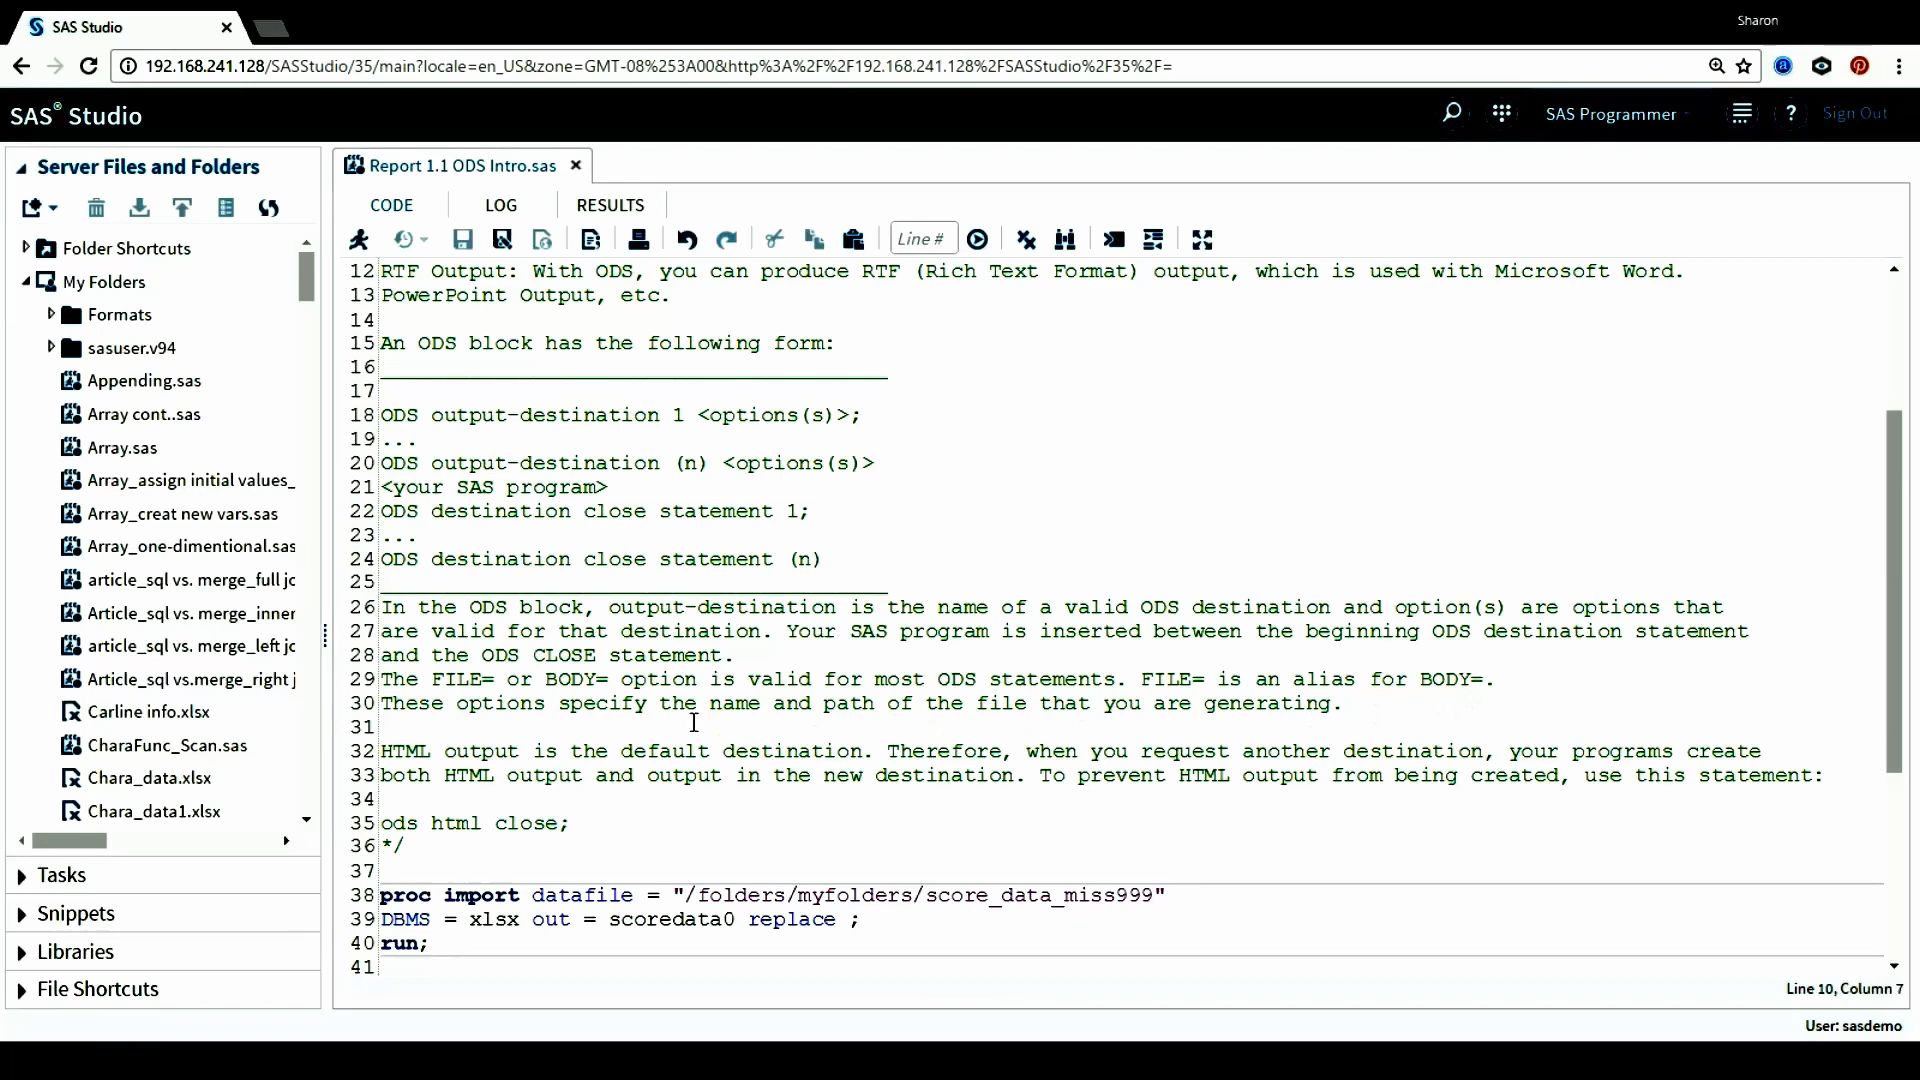 SAS Studio
Sharon
192.168.241.128/SASStudio/35/main?locale=en_US&zone=GMT-08%253A00&http%3A%2F%2F192.168.241.128%2FSASStudio%2F35%2F=
SAS® Studio
SAS Programmer
?
Sign Out
Server Files and Folders
Folder Shortcuts
My Folders
Formats
sasuser.v94
Appending.sas
Array cont..sas
Array.sas
Array_assign initial values_
Array_creat new vars.sas
Array_one-dimentional.sas
article_sql vs. merge_full jc
Article_sql vs. merge_inner
article_sql vs. merge_left jc
Article_sql vs.merge_right j
Carline info.xlsx
CharaFunc_Scan.sas
Chara_data.xlsx
Chara_data1.xlsx
Tasks
Snippets
Libraries
File Shortcuts
Report 1.1 ODS Intro.sas
CODE LOG RESULTS
Line #
12 RTF Output: With ODS, you can produce RTF (Rich Text Format) output, which is used with Microsoft Word.
13 PowerPoint Output, etc.
14
15 An ODS block has the following form:
16 ________________________________________
17
18 ODS output-destination 1 <options(s)>;
19 ...
20 ODS output-destination (n) <options(s)>
21 <your SAS program>
22 ODS destination close statement 1;
23 ...
24 ODS destination close statement (n)
25 ________________________________________
26 In the ODS block, output-destination is the name of a valid ODS destination and option(s) are options that
27 are valid for that destination. Your SAS program is inserted between the beginning ODS destination statement
28 and the ODS CLOSE statement.
29 The FILE= or BODY= option is valid for most ODS statements. FILE= is an alias for BODY=.
30 These options specify the name and path of the file that you are generating.
31
32 HTML output is the default destination. Therefore, when you request another destination, your programs create
33 both HTML output and output in the new destination. To prevent HTML output from being created, use this statement:
34
35 ods html close;
36 */
37
38 proc import datafile = "/folders/myfolders/score_data_miss999"
39 DBMS = xlsx out = scoredata0 replace ;
40 run;
41
Line 10, Column 7
User: sasdemo